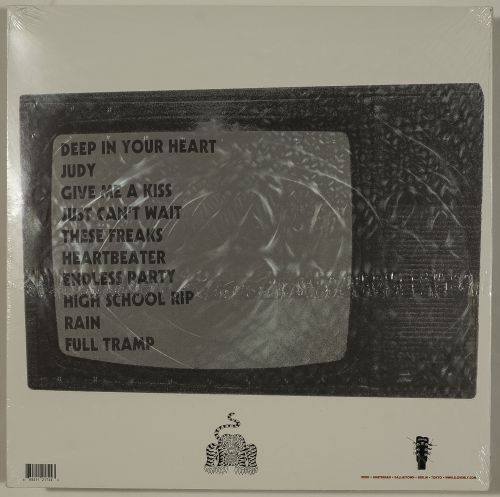 DEEP IN YOUR HEART
JUDY
GIVE ME A KISS
JUST CAN'T WAIT
THESE FREAKS
HEARTBEATER
ENDLESS PARTY
HIGH SCHOOL RIP
RAIN
FULL TRAMP